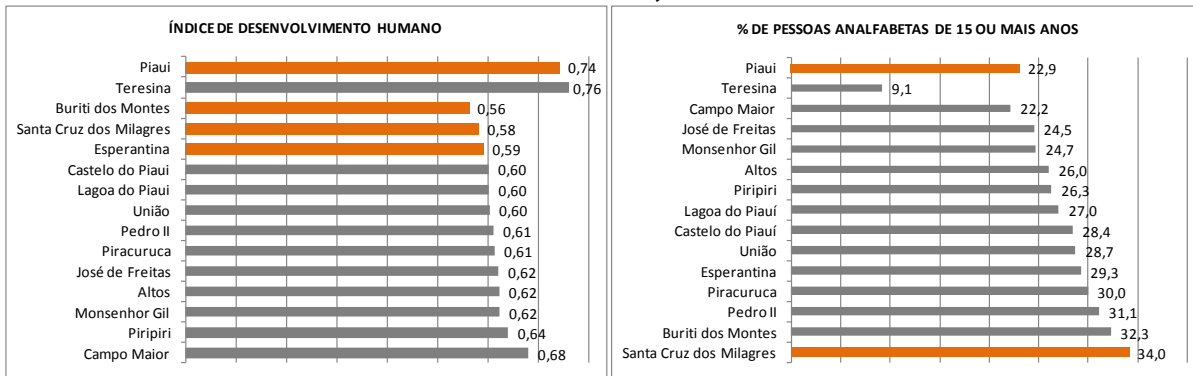 ÍNDICE DE DESENVOLVIMENTO HUMANO
Piaui 0,74
Teresina 0,76
Buriti dos Montes 0,56
Santa Cruz dos Milagres 0,58
Esperantina 0,59
Castelo do Piaui 0,60
Lagoa do Piaui 0,60
União 0,60
Pedro II 0,61
Piracuruca 0,61
José de Freitas 0,62
Altos 0,62
Monsenhor Gil 0,62
Piripiri 0,64
Campo Maior 0,68
% DE PESSOAS ANALFABETAS DE 15 OU MAIS ANOS
Piaui 22,9
Teresina 9,1
Campo Maior 22,2
José de Freitas 24,5
Monsenhor Gil 24,7
Altos 26,0
Piripiri 26,3
Lagoa do Piauí 27,0
Castelo do Piauí 28,4
União 28,7
Esperantina 29,3
Piracuruca 30,0
Pedro II 31,1
Buriti dos Montes 32,3
Santa Cruz dos Milagres 34,0